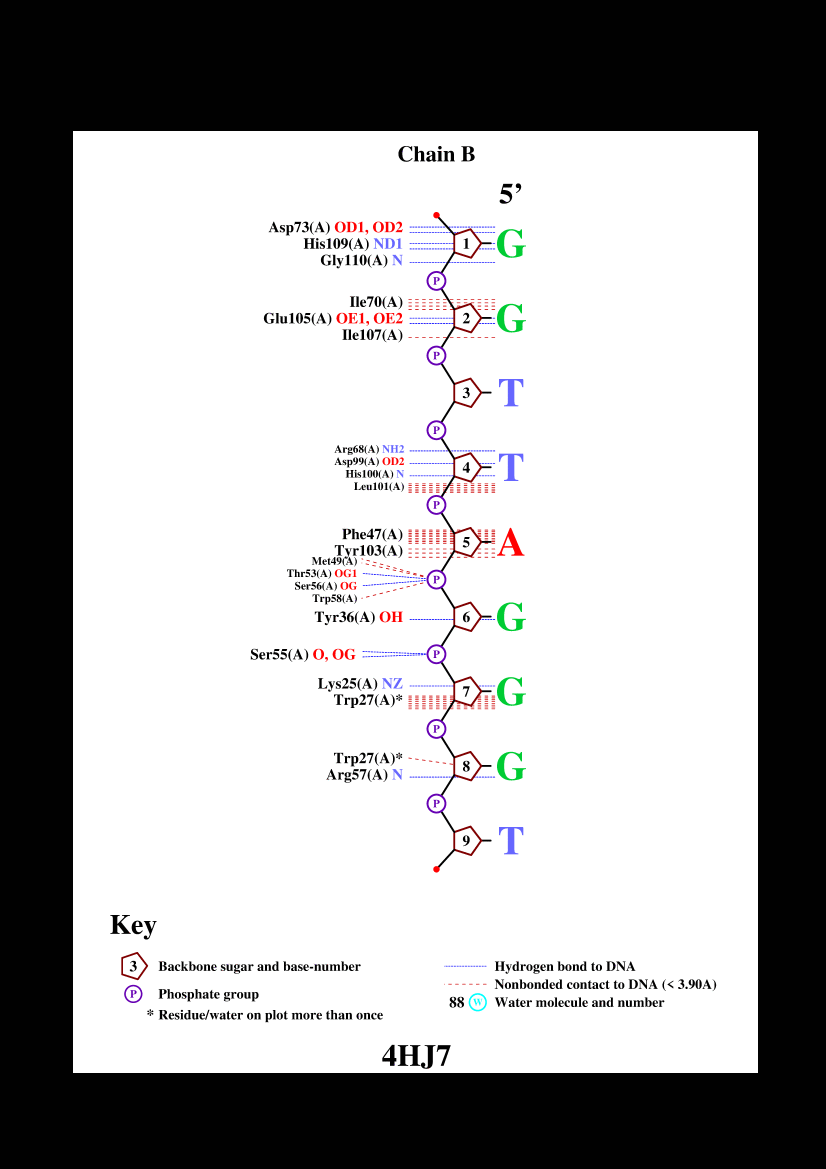 Chain B
5’
Asp73(A) OD1, OD2
His109(A) ND1
1 G
Gly110(A) N
P
Ile70(A)
Glu105(A) OE1, OE2
2 G
Ile107(A)
P
3 T
P
Arg68(A) NH2
Asp99(A) OD2
4 T
His100(A) N
Leu101(A)
P
Phe47(A)
5 A
Tyr103(A)
Met49(A)
Thr53(A) OG1
P
Ser56(A) OG
Trp58(A)
Tyr36(A) OH
6 G
Ser55(A) O, OG
P
Lys25(A) NZ
7 G
Trp27(A)*
P
Trp27(A)*
8 G
Arg57(A) N
P
9 T
Key
3 Backbone sugar and base-number
P Phosphate group
* Residue/water on plot more than once
Hydrogen bond to DNA
Nonbonded contact to DNA (< 3.90A)
88 W Water molecule and number
4HJ7